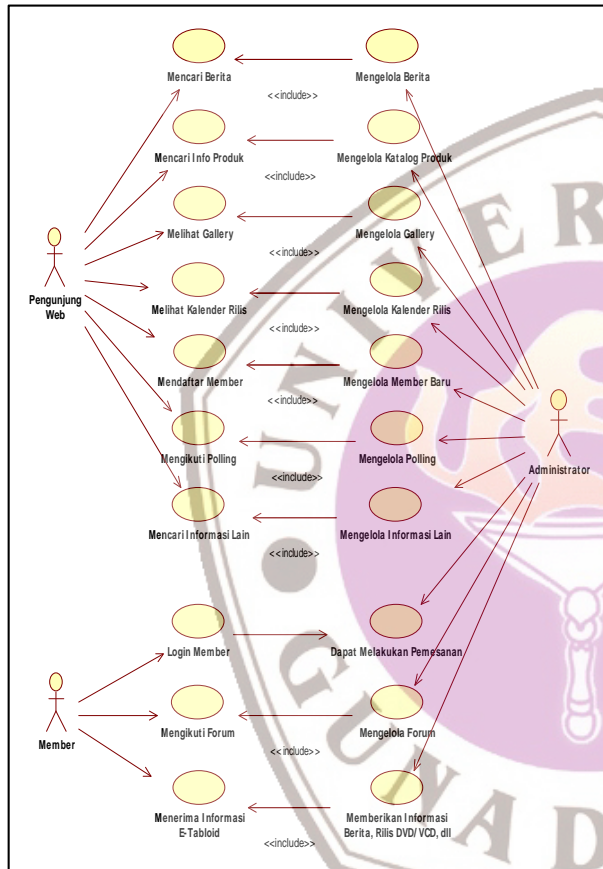 Mencari Berita
Mengelola Berita
<<include>>
Mencari Info Produk
Mengelola Katalog Produk
<<include>>
Melihat Gallery
Mengelola Gallery
<<include>>
Pengunjung
Web
Melihat Kalender Rilis
Mengelola Kalender Rilis
<<include>>
Mendaftar Member
Mengelola Member Baru
<<include>>
Mengikuti Polling
Mengelola Polling
Administrator
<<include>>
Mencari Informasi Lain
Mengelola Informasi Lain
<<include>>
Login Member
Dapat Melakukan Pemesanan
Member
Mengikuti Forum
Mengelola Forum
<<include>>
Menerima Informasi
E-Tabloid
Memberikan Informasi
Berita, Rilis DVD/ VCD, dll
<<include>>
UNIVER
GUNAD